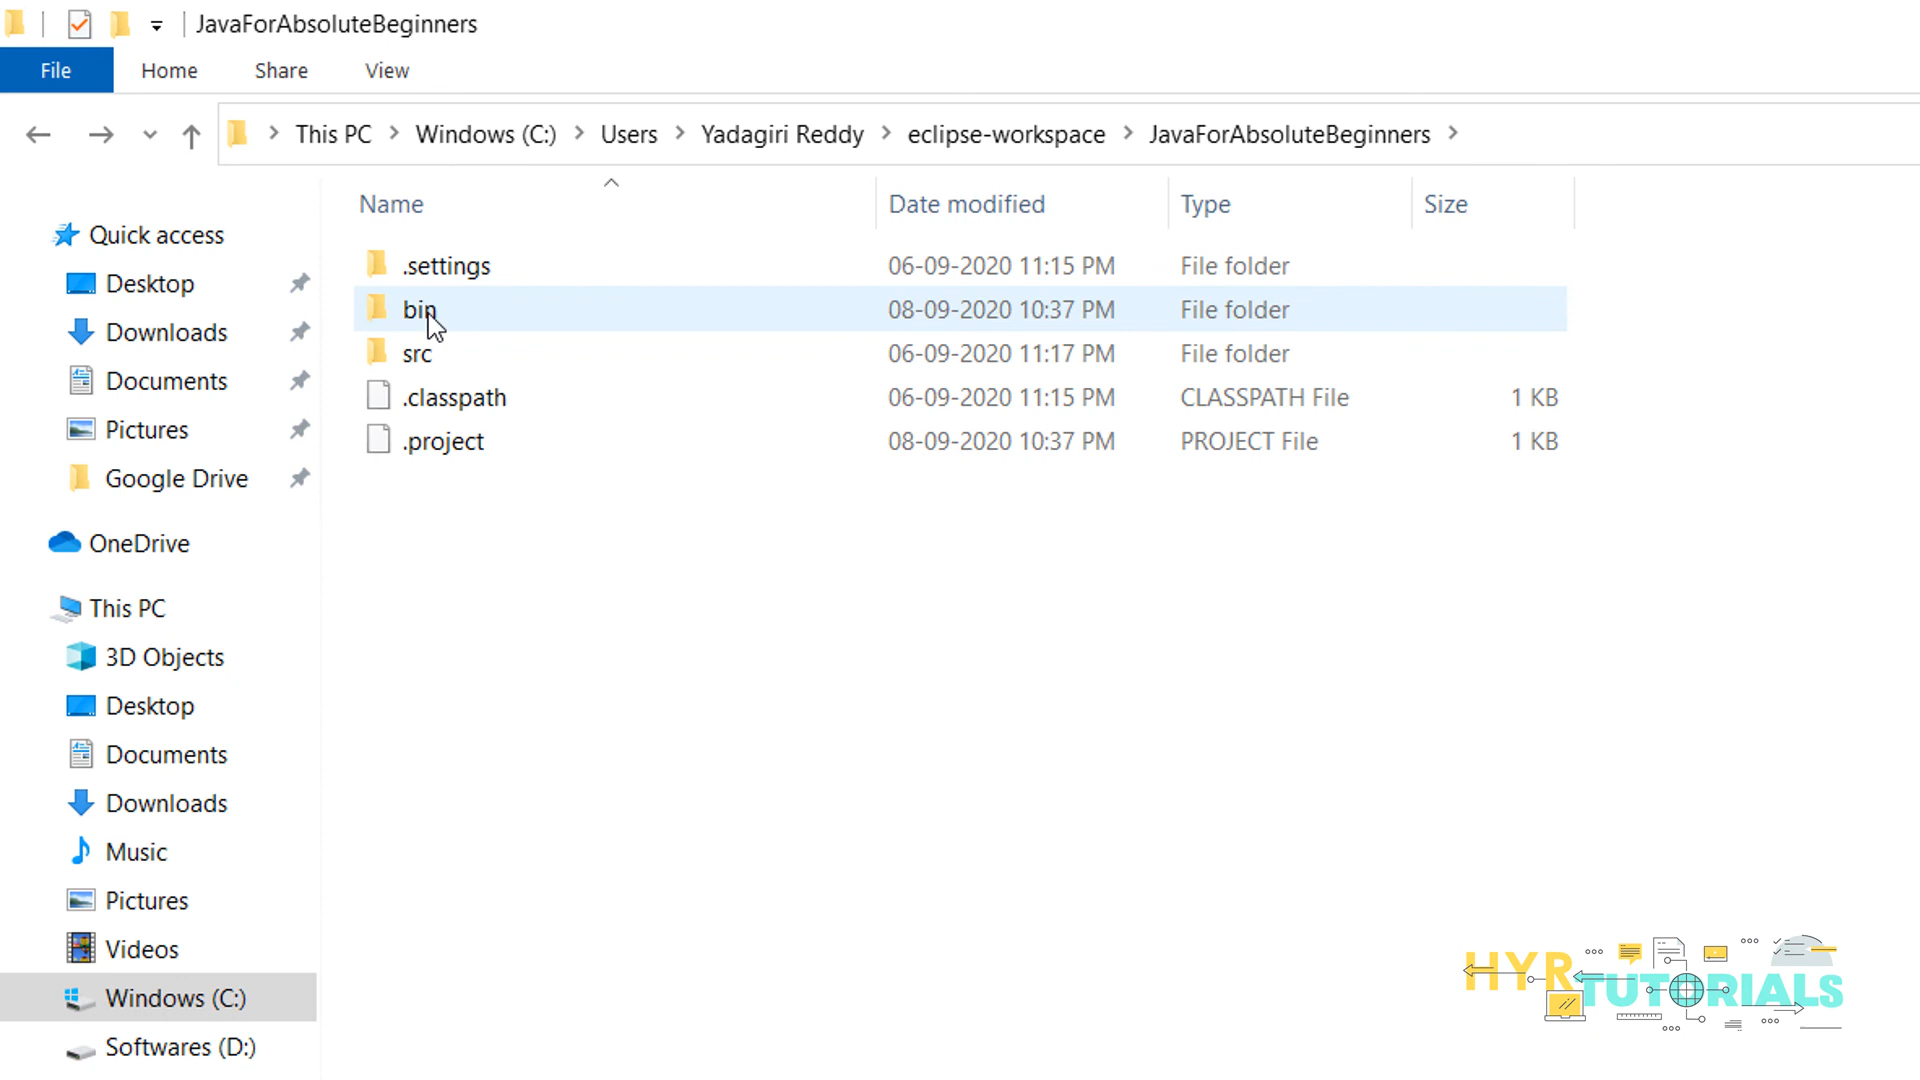 JavaForAbsoluteBeginners
File Home Share View
This PC Windows (C:) Users Yadagiri Reddy eclipse-workspace JavaForAbsoluteBeginners
Name Date modified Type Size
.settings 06-09-2020 11:15 PM File folder
bin 08-09-2020 10:37 PM File folder
src 06-09-2020 11:17 PM File folder
.classpath 06-09-2020 11:15 PM CLASSPATH File 1 KB
.project 08-09-2020 10:37 PM PROJECT File 1 KB
Quick access
Desktop
Downloads
Documents
Pictures
Google Drive
OneDrive
This PC
3D Objects
Desktop
Documents
Downloads
Music
Pictures
Videos
Windows (C:)
Softwares (D:)
HYR TUTORIALS